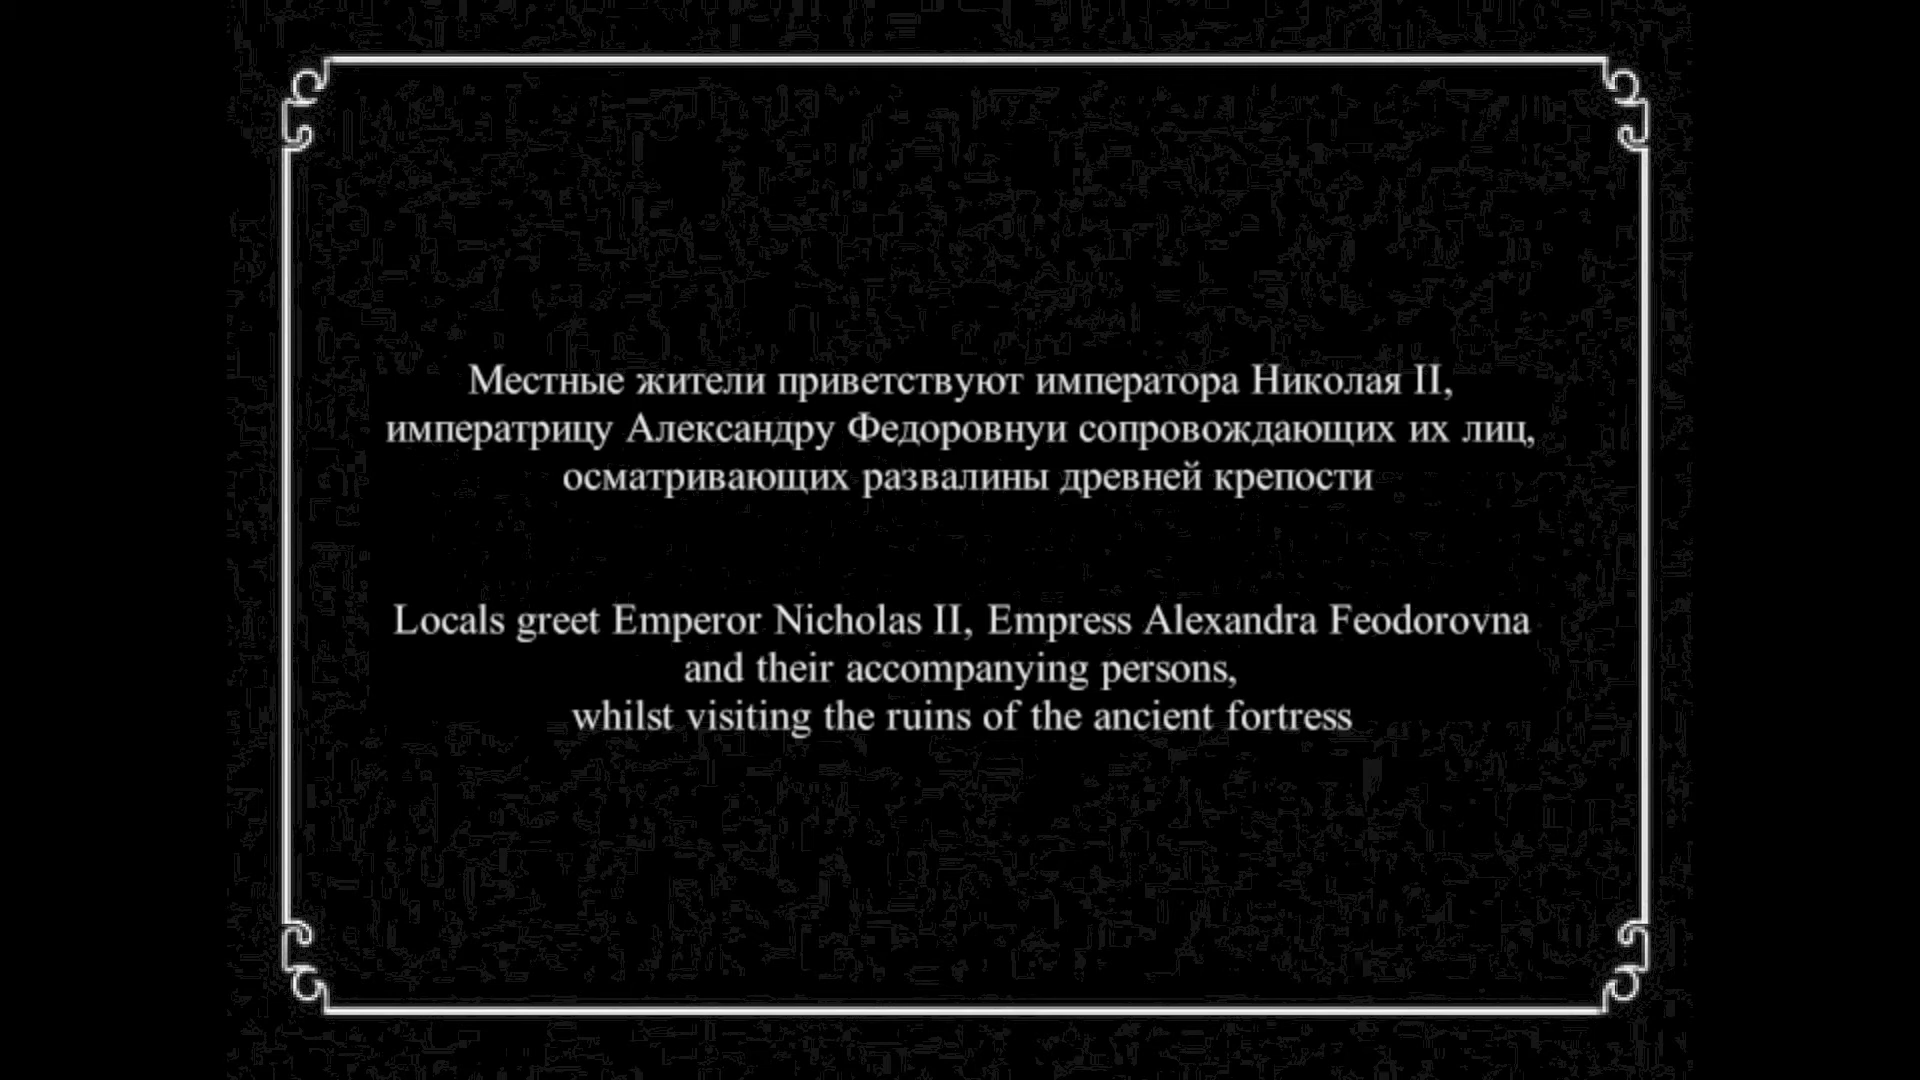 Местные жители приветствуют императора Николая II,
императрицу Александру Федоровнуи сопровождающих их лиц,
осматривающих развалины древней крепости
Locals greet Emperor Nicholas II, Empress Alexandra Feodorovna
and their accompanying persons,
whilst visiting the ruins of the ancient fortress